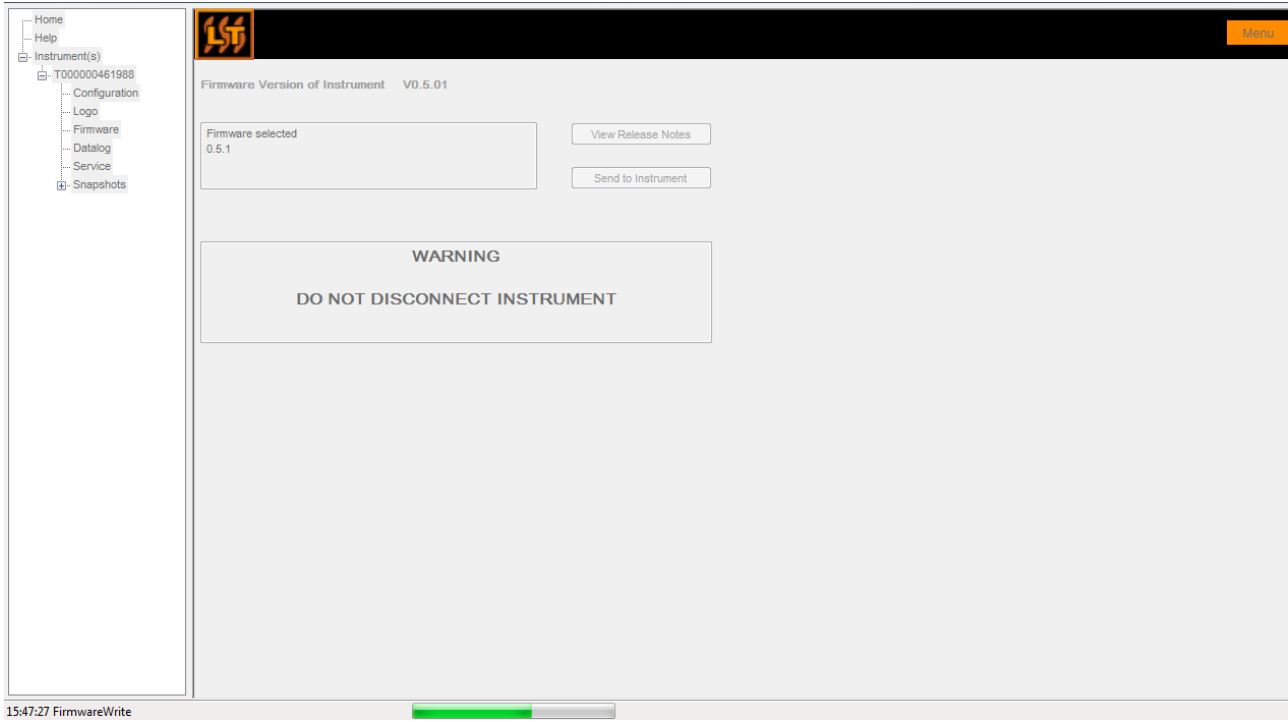 Home
Help
Instrument(s)
T000000461988
Configuration
Logo
Firmware
Datalog
Service
Snapshots
LST
Menu
Firmware Version of Instrument V0.5.01
Firmware selected
0.5.1
View Release Notes
Send to Instrument
WARNING
DO NOT DISCONNECT INSTRUMENT
15:47:27 FirmwareWrite